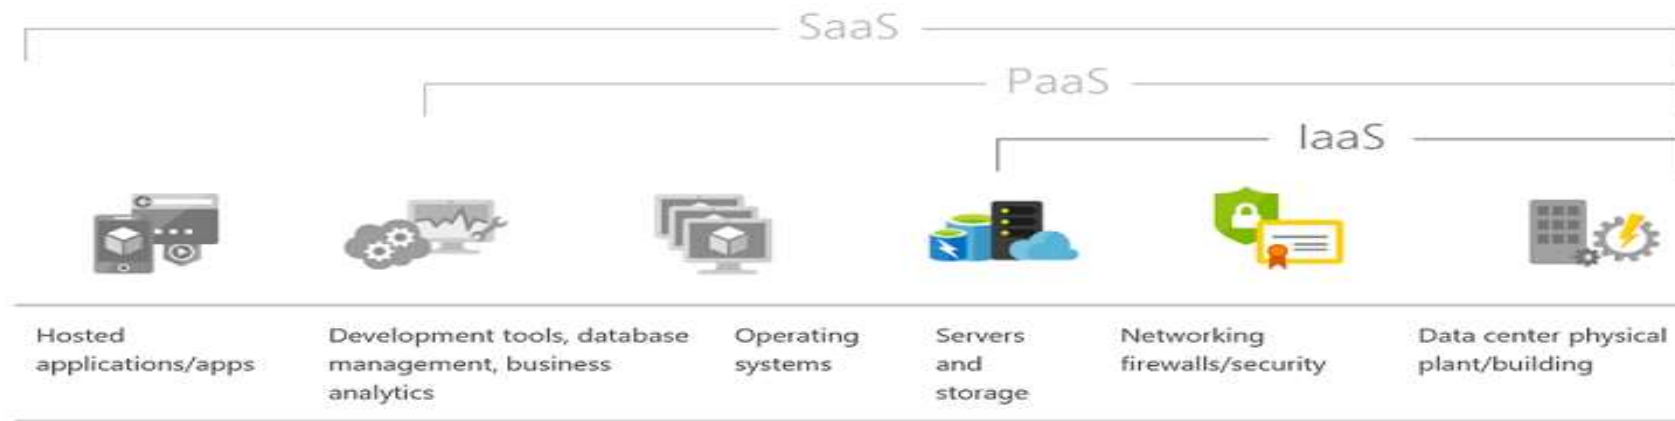 SaaS
PaaS
IaaS
Hosted
applications/apps
Development tools, database
management, business
analytics
Operating
systems
Servers
and
storage
Networking
firewalls/security
Data center physical
plant/building